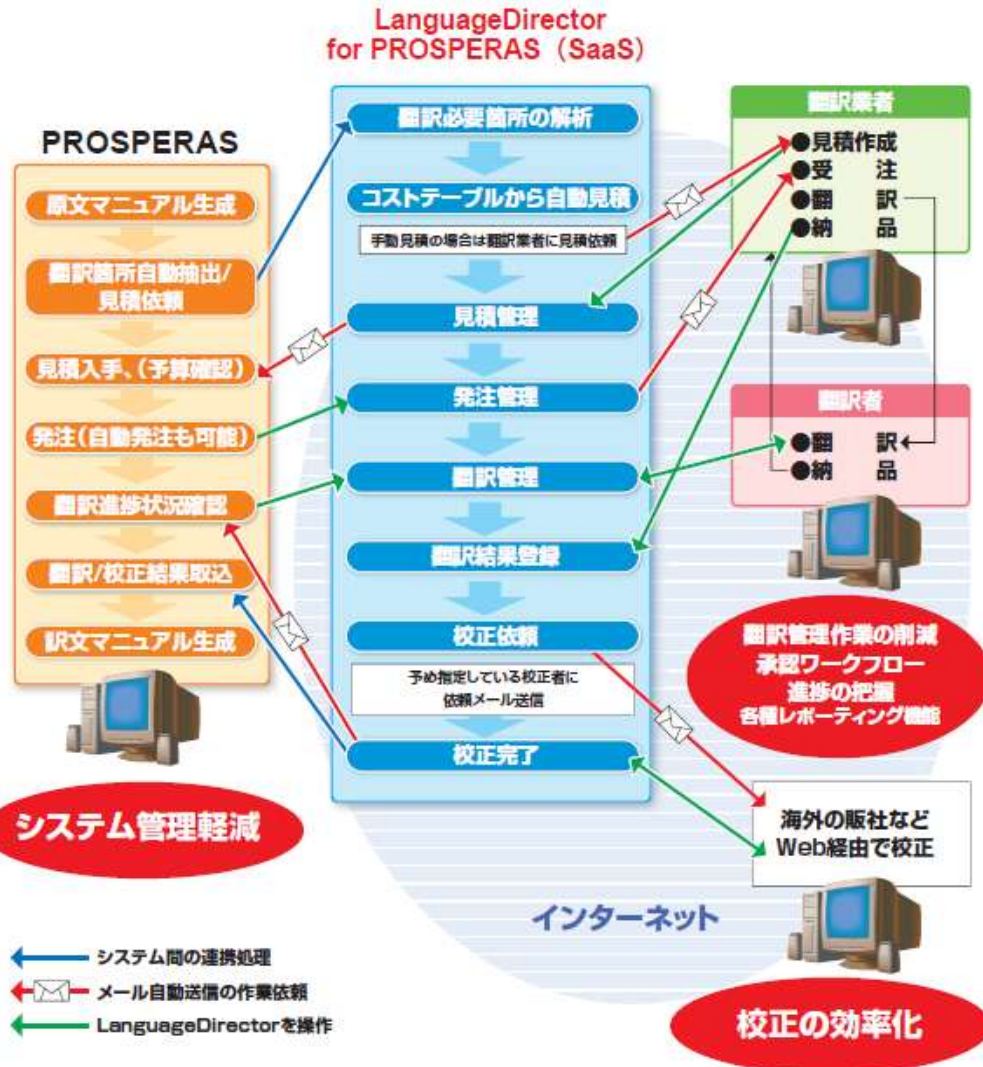 LanguageDirector
for PROSPERAS（SaaS）
PROSPERAS
原文マニュアル生成
翻訳箇所自動抽出/
見積依頼
見積入手、（予算確認）
発注（自動発注も可能）
翻訳進捗状況確認
翻訳/校正結果取込
訳文マニュアル生成
システム管理軽減
翻訳必要箇所の解析
コストテーブルから自動見積
手動見積の場合は翻訳業者に見積依頼
見積管理
発注管理
翻訳管理
翻訳結果登録
校正依頼
予め指定している校正者に
依頼メール送信
校正完了
翻訳業者
●見積作成
●受　注
●翻　訳
●納　品
翻訳者
●翻　訳
●納　品
翻訳管理作業の削減
承認ワークフロー
進捗の把握
各種レポーティング機能
海外の販社など
Web経由で校正
インターネット
校正の効率化
システム間の連携処理
メール自動送信の作業依頼
LanguageDirectorを操作